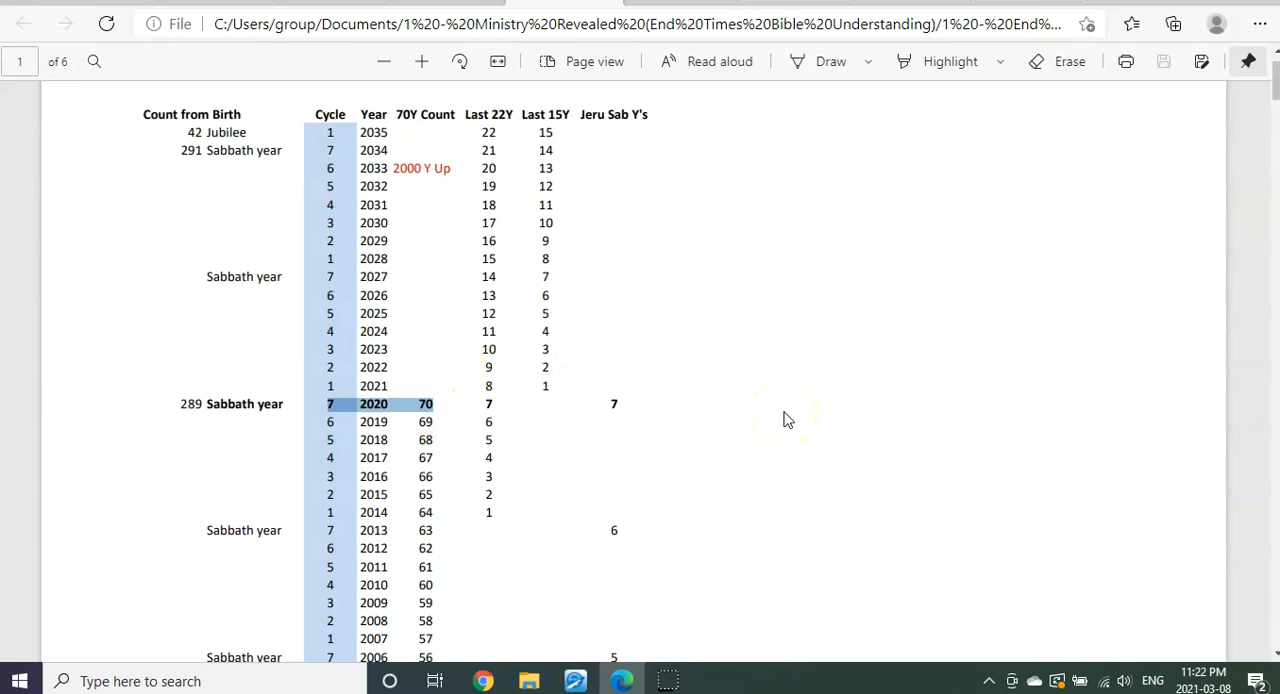 File C:/Users/group/Documents/1%20-%20Ministry%20Revealed%20(End%20Times%20Bible%20Understanding)/1%20-%20End%...
1 of 6 Page view Read aloud Draw Highlight Erase
Count from Birth Cycle Year 70Y Count Last 22Y Last 15Y Jeru Sab Y's
42 Jubilee 1 2035 22 15
291 Sabbath year 7 2034 21 14
6 2033 2000 Y Up 20 13
5 2032 19 12
4 2031 18 11
3 2030 17 10
2 2029 16 9
1 2028 15 8
Sabbath year 7 2027 14 7
6 2026 13 6
5 2025 12 5
4 2024 11 4
3 2023 10 3
2 2022 9 2
1 2021 8 1
289 Sabbath year 7 2020 70 7 7
6 2019 69 6
5 2018 68 5
4 2017 67 4
3 2016 66 3
2 2015 65 2
1 2014 64 1
Sabbath year 7 2013 63 6
6 2012 62
5 2011 61
4 2010 60
3 2009 59
2 2008 58
1 2007 57
Sabbath year 7 2006 56 5
Type here to search ENG 11:22 PM
2021-03-08 2